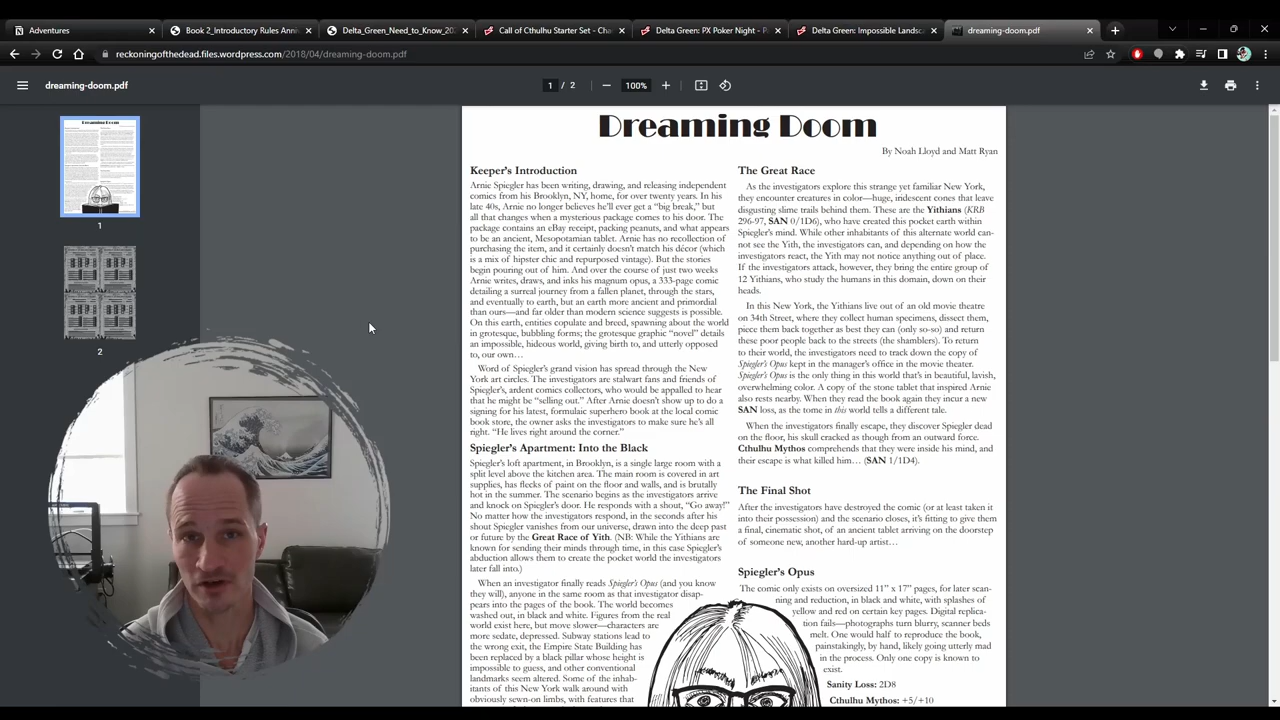 Adventures
Book 2_Introductory Rules Anni
Delta_Green_Need_to_Know_202
Call of Cthulhu Starter Set - Cha
Delta Green: PX Poker Night - P
Delta Green: Impossible Landsca
dreaming-doom.pdf
reckoningofthedead.files.wordpress.com/2018/04/dreaming-doom.pdf
dreaming-doom.pdf
1 / 2
100%
1
2
Dreaming Doom
By Noah Lloyd and Matt Ryan
Keeper's Introduction
Arnie Spiegler has been writing, drawing, and releasing independent
comics from his Brooklyn, NY, home, for over twenty years. In his
late 40s, Arnie no longer believes he'll ever get a “big break,” but
all that changes when a mysterious package comes to his door. The
package contains an eBay receipt, packing peanuts, and what appears
to be an ancient, Mesopotamian tablet. Arnie has no recollection of
purchasing the item, and it certainly doesn't match his décor (which
is a mix of hipster chic and repurposed vintage). But the stories
begin pouring out of him. And over the course of just two weeks
Arnie writes, draws, and inks his magnum opus, a 333-page comic
detailing a surreal journey from a fallen planet, through the stars,
and eventually to earth, but an earth more ancient and primordial
than ours—and far older than modern science suggests is possible.
On this earth, entities copulate and breed, spawning about the world
in grotesque, bubbling forms; the grotesque graphic “novel” details
an impossible, hideous world, giving birth to, and utterly opposed
to, our own…
Word of Spiegler's grand vision has spread through the New
York art circles. The investigators are stalwart fans and friends of
Spiegler's, ardent comics collectors, who would be appalled to hear
that he might be “selling out.” After Arnie doesn't show up to do a
signing for his latest, formulaic superhero book at the local comic
book store, the owner asks the investigators to make sure he's all
right. “He lives right around the corner.”
Spiegler's Apartment: Into the Black
Spiegler's loft apartment, in Brooklyn, is a single large room with a
split level above the kitchen area. The main room is covered in art
supplies, has flecks of paint on the floor and walls, and is brutally
hot in the summer. The scenario begins as the investigators arrive
and knock on Spiegler's door. He responds with a shout, “Go away!”
No matter how the investigators respond, in the seconds after his
shout Spiegler vanishes from our universe, drawn into the deep past
or future by the Great Race of Yith. (NB: While the Yithians are
known for sending their minds through time, in this case Spiegler's
abduction allows them to create the pocket world the investigators
later fall into.)
When an investigator finally reads Spiegler's Opus (and you know
they will), anyone in the same room as that investigator disap-
pears into the pages of the book. The world becomes
washed out, in black and white. Figures from the real
world exist here, but move slower—characters are
more sedate, depressed. Subway stations lead to
the wrong exit, the Empire State Building has
been replaced by a black pillar whose height is
impossible to guess, and other conventional
landmarks seem altered. Some of the inhab-
itants of this New York walk around with
obviously sewn-on limbs, with features that
The Great Race
As the investigators explore this strange yet familiar New York,
they encounter creatures in color—huge, iridescent cones that leave
disgusting slime trails behind them. These are the Yithians (KRB
296-97, SAN 0/1D6), who have created this pocket earth within
Spiegler's mind. While other inhabitants of this alternate world can-
not see the Yith, the investigators can, and depending on how the
investigators react, the Yith may not notice anything out of place.
If the investigators attack, however, they bring the entire group of
12 Yithians, who study the humans in this domain, down on their
heads.
In this New York, the Yithians live out of an old movie theatre
on 34th Street, where they collect human specimens, dissect them,
piece them back together as best they can (only so-so) and return
these poor people back to the streets (the shamblers). To return
to their world, the investigators need to track down the copy of
Spiegler's Opus kept in the manager's office in the movie theater.
Spiegler's Opus is the only thing in this world that's in beautiful, lavish,
overwhelming color. A copy of the stone tablet that inspired Arnie
also rests nearby. When they read the book again they incur a new
SAN loss, as the tome in this world tells a different tale.
When the investigators finally escape, they discover Spiegler dead
on the floor, his skull cracked as though from an outward force.
Cthulhu Mythos comprehends that they were inside his mind, and
their escape is what killed him… (SAN 1/1D4).
The Final Shot
After the investigators have destroyed the comic (or at least taken it
into their possession) and the scenario closes, it's fitting to give them
a final, cinematic shot, of an ancient tablet arriving on the doorstep
of someone new, another hard-up artist…
Spiegler's Opus
The comic only exists on oversized 11” x 17” pages, for later scan-
ning and reduction, in black and white, with splashes of
yellow and red on certain key pages. Digital replica-
tion fails—photographs turn blurry, scanner beds
melt. One would half to reproduce the book,
painstakingly, by hand, likely going utterly mad
in the process. Only one copy is known to
exist.
Sanity Loss: 2D8
Cthulhu Mythos: +5/+10